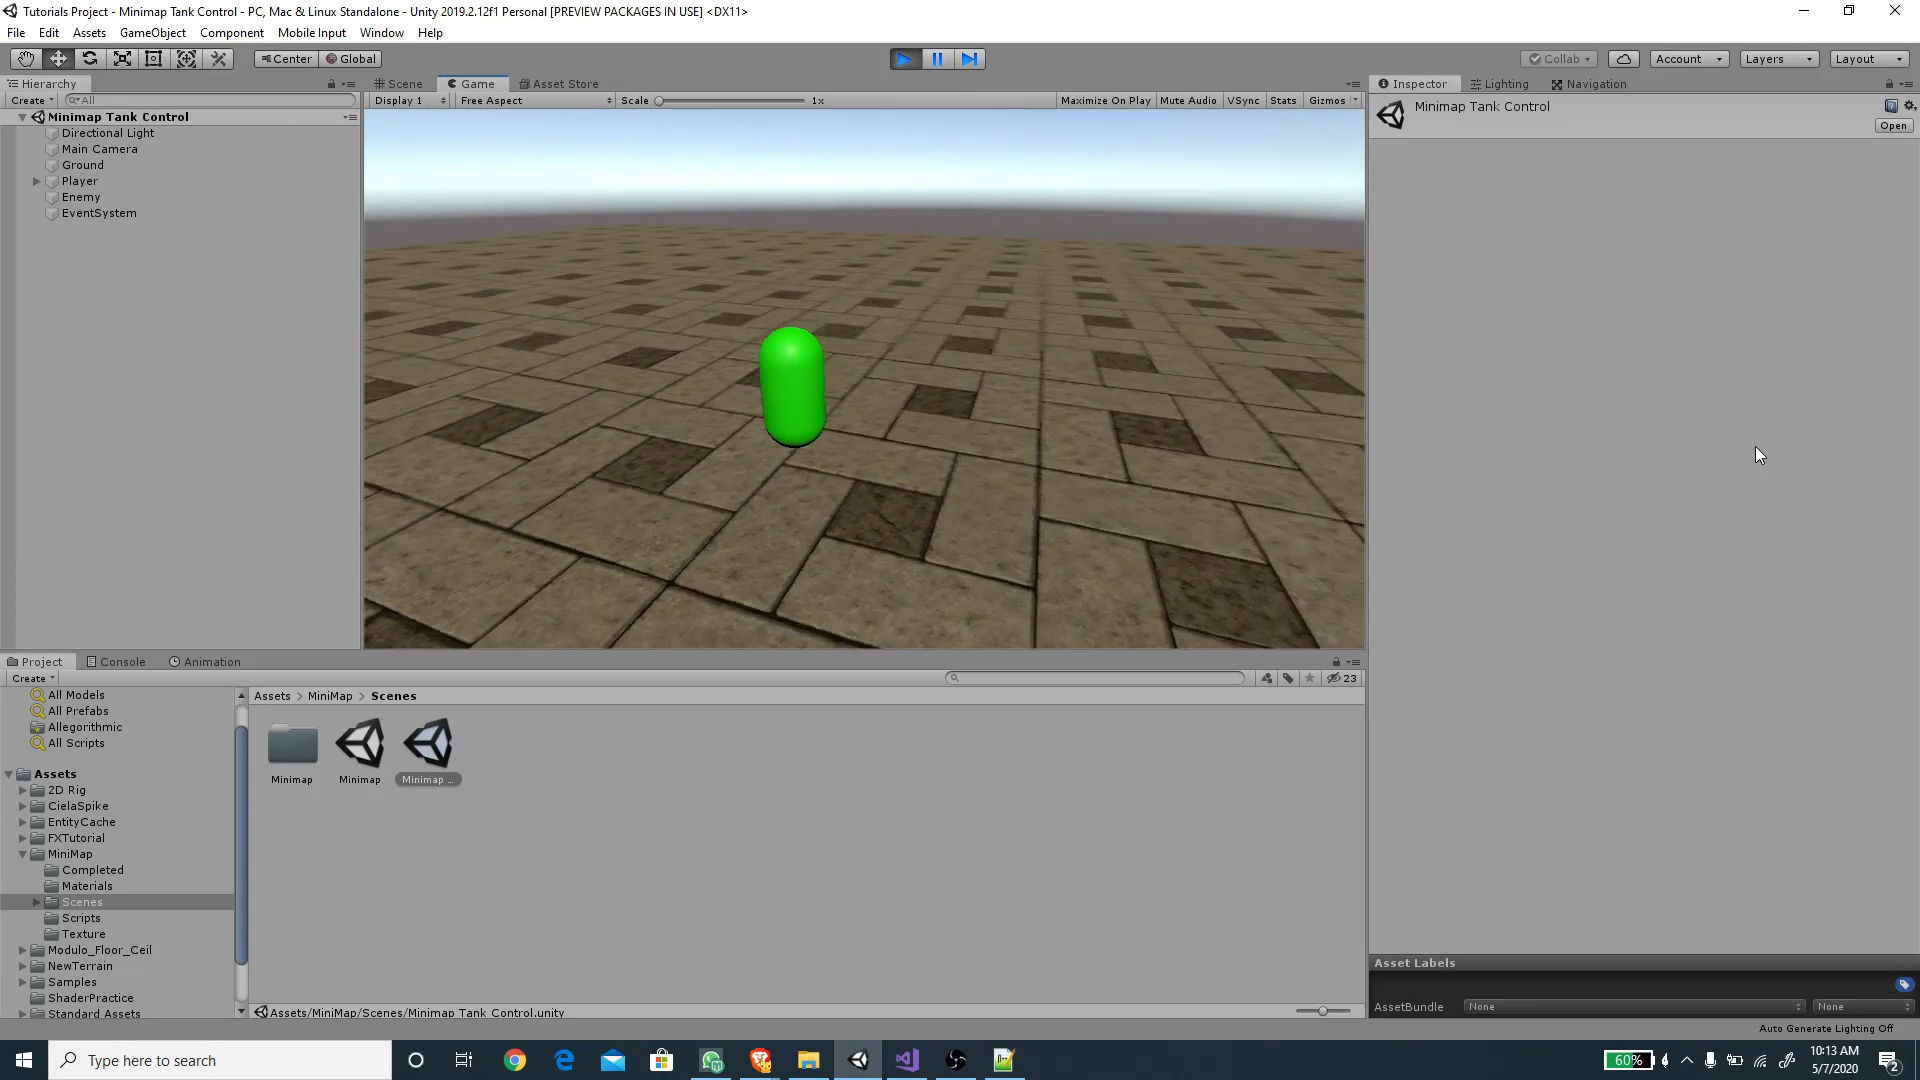 Tutorials Project - Minimap Tank Control - PC, Mac & Linux Standalone - Unity 2019.2.12f1 Personal [PREVIEW PACKAGES IN USE] <DX11>
File Edit Assets GameObject Component Mobile Input Window Help
Center Global Collab Account Layers Layout
Hierarchy Scene Game Asset Store Inspector Lighting Navigation
Create All Display 1 Free Aspect Scale 1x Maximize On Play Mute Audio VSync Stats Gizmos
Minimap Tank Control
Directional Light
Main Camera
Ground
Player
Enemy
EventSystem
Minimap Tank Control
Open
Project Console Animation
Create 23
All Models
All Prefabs
Allegorithmic
All Scripts
Assets
2D Rig
CielaSpike
EntityCache
FXTutorial
MiniMap
Completed
Materials
Scenes
Scripts
Texture
Modulo_Floor_Ceil
NewTerrain
Samples
ShaderPractice
Standard Assets
Assets > MiniMap > Scenes
Minimap Minimap Minimap ...
Assets/MiniMap/Scenes/Minimap Tank Control.unity
Asset Labels
AssetBundle None None
Auto Generate Lighting Off
Type here to search
60%
10:13 AM
5/7/2020
2